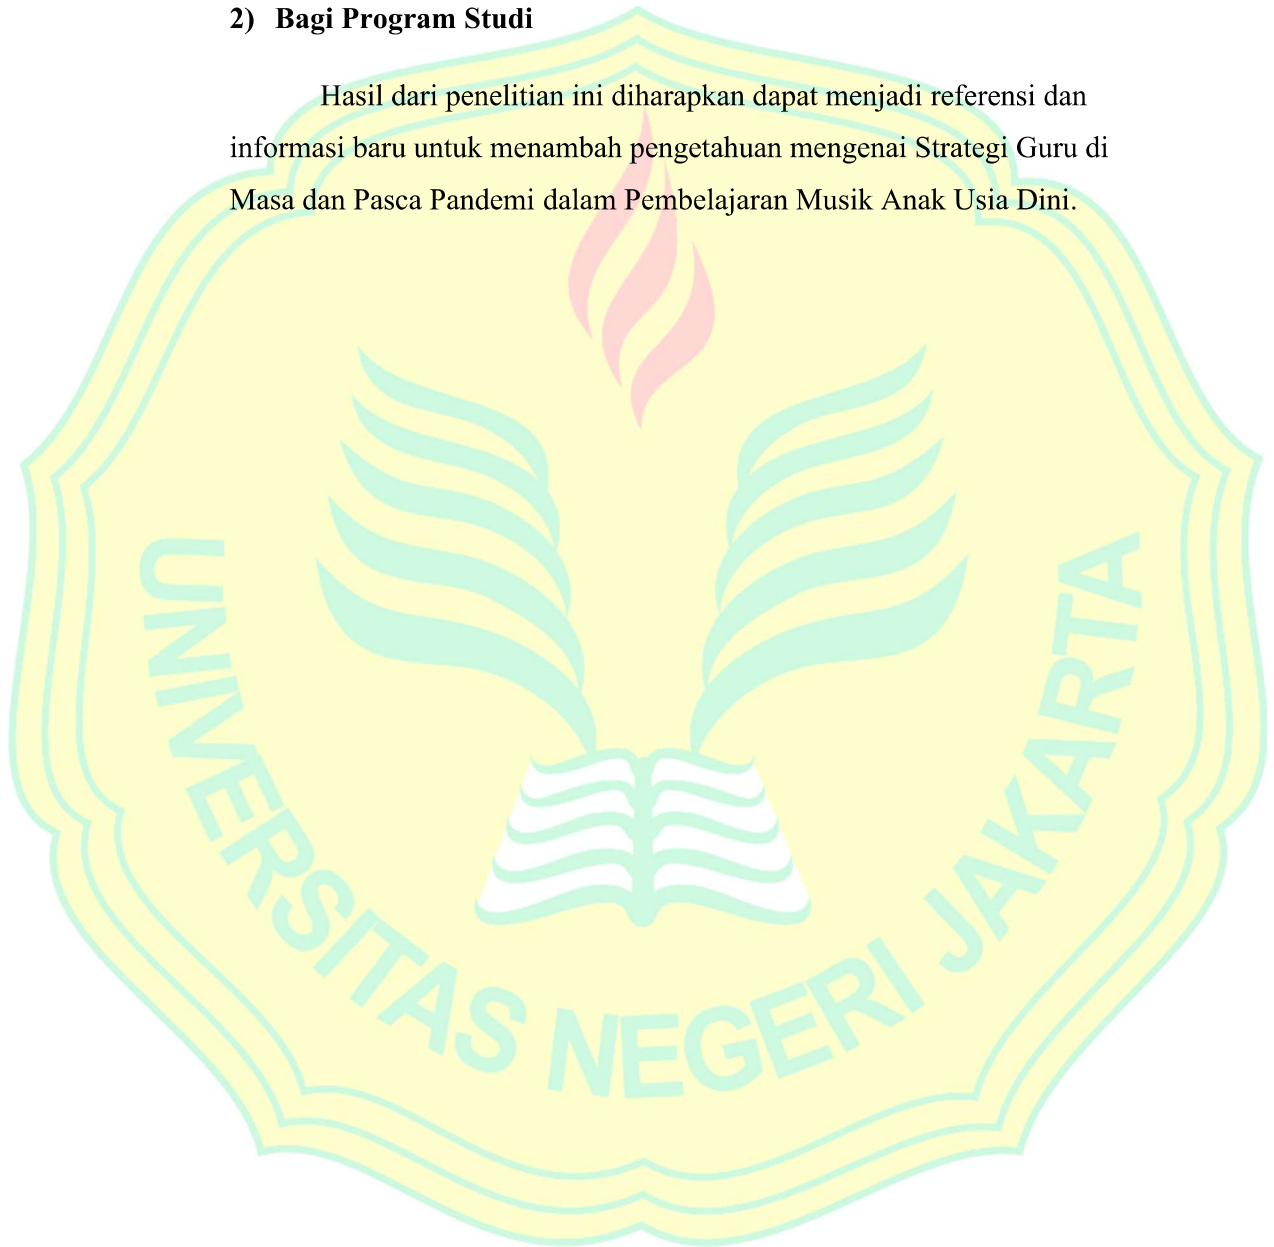 2) Bagi Program Studi
Hasil dari penelitian ini diharapkan dapat menjadi referensi dan
informasi baru untuk menambah pengetahuan mengenai Strategi Guru di
Masa dan Pasca Pandemi dalam Pembelajaran Musik Anak Usia Dini.
UNIVERSITAS NEGERI JAKARTA